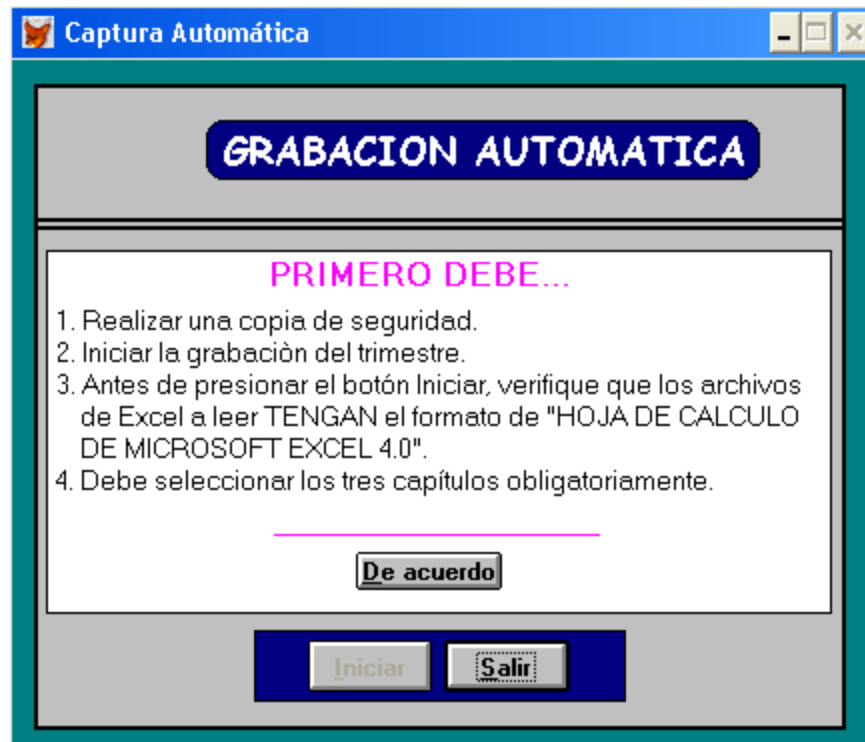 Captura Automática
GRABACION AUTOMATICA
PRIMERO DEBE...
1. Realizar una copia de seguridad.
2. Iniciar la grabaciòn del trimestre.
3. Antes de presionar el botón Iniciar, verifique que los archivos
de Excel a leer TENGAN el formato de "HOJA DE CALCULO
DE MICROSOFT EXCEL 4.0".
4. Debe seleccionar los tres capítulos obligatoriamente.
De acuerdo
Iniciar
Salir